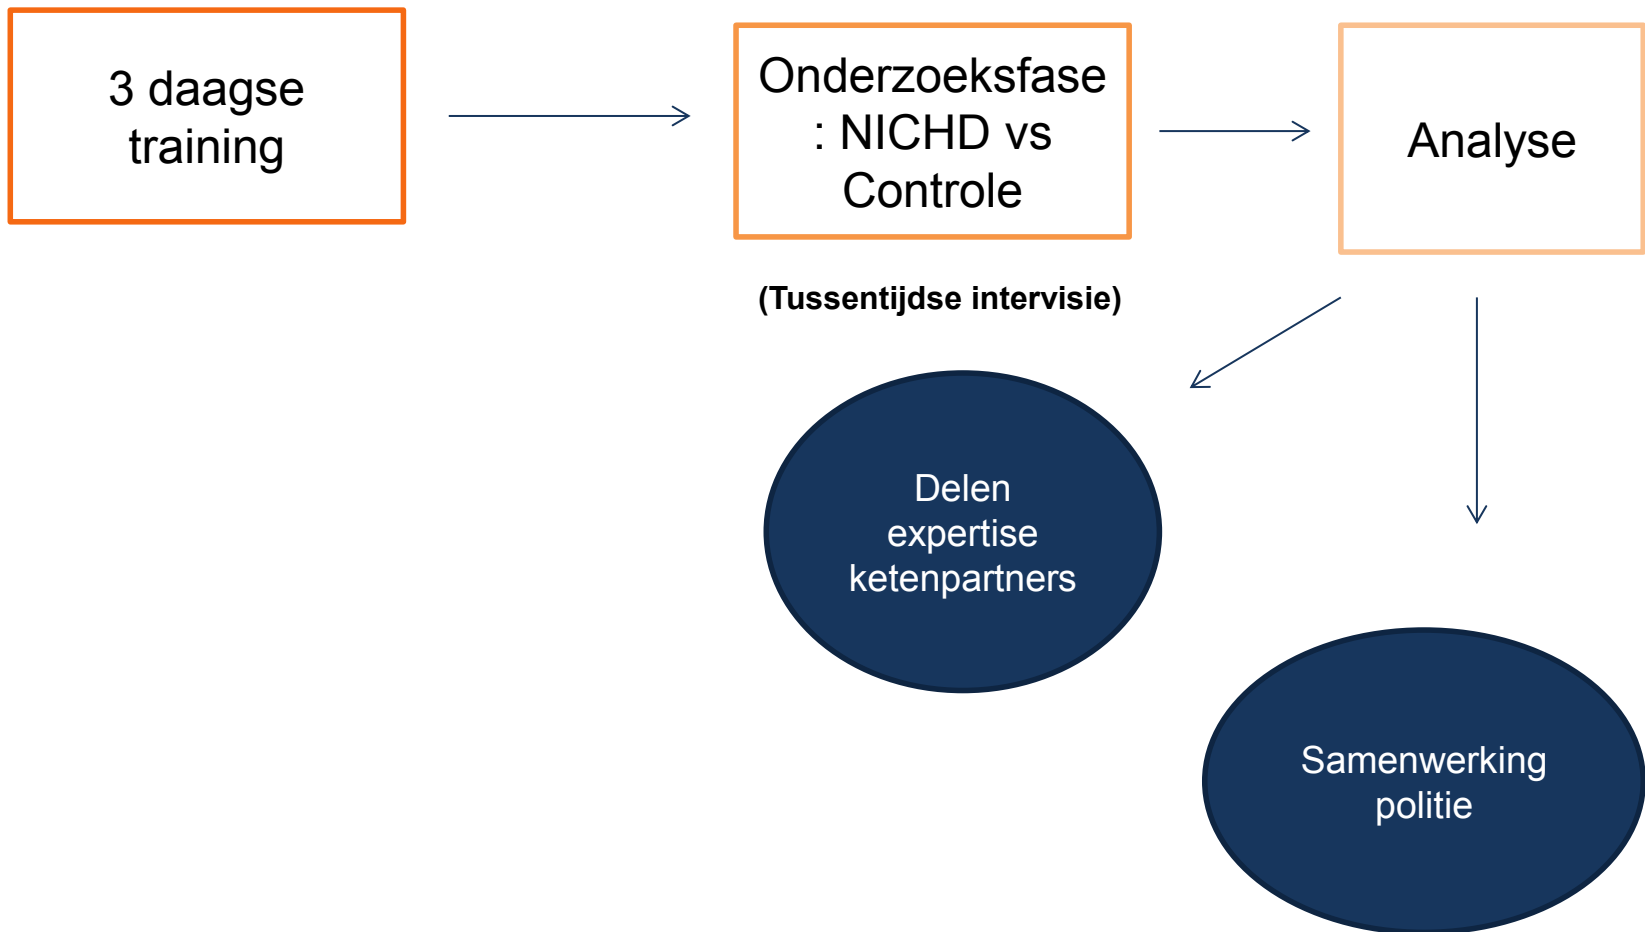 3 daagse
training
Onderzoeksfase
: NICHD vs
Controle
Analyse
(Tussentijdse intervisie)
Delen
expertise
ketenpartners
Samenwerking
politie